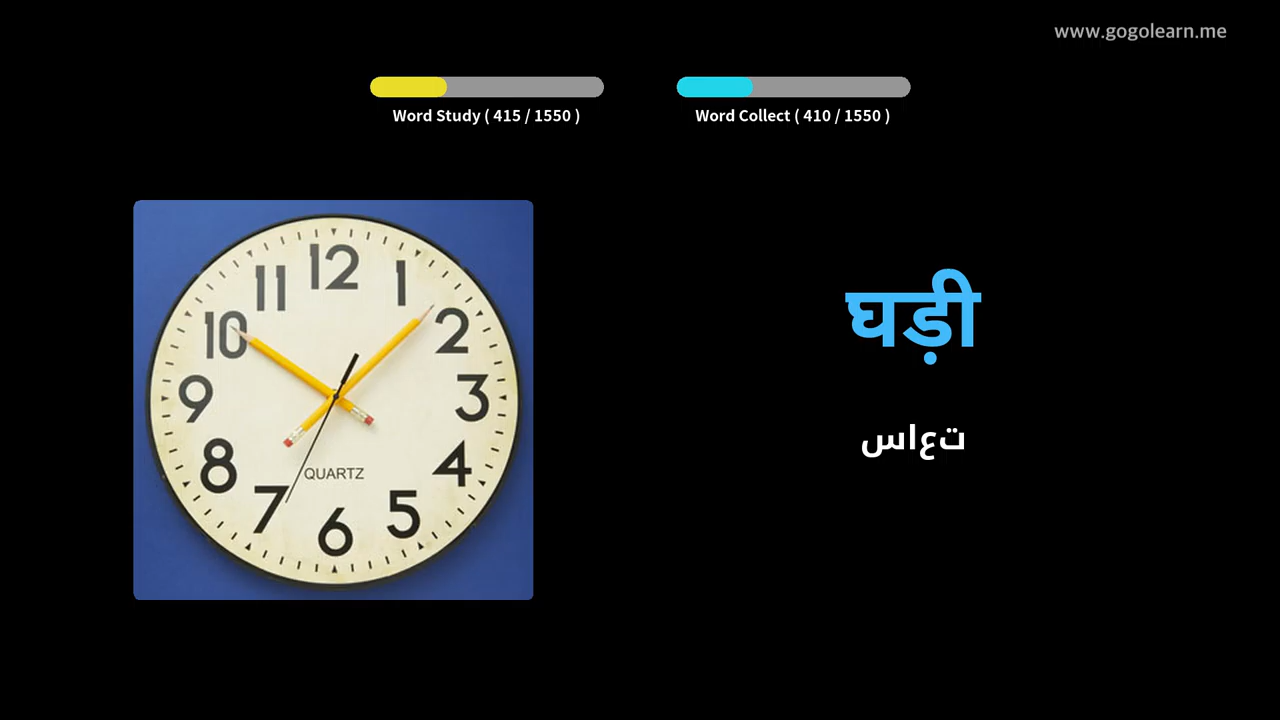 www.gogolearn.me
Word Study ( 415 / 1550 )
Word Collect ( 410 / 1550 )
12
1
2
3
4
5
6
7
8
9
10
11
QUARTZ
घड़ी
تعاس